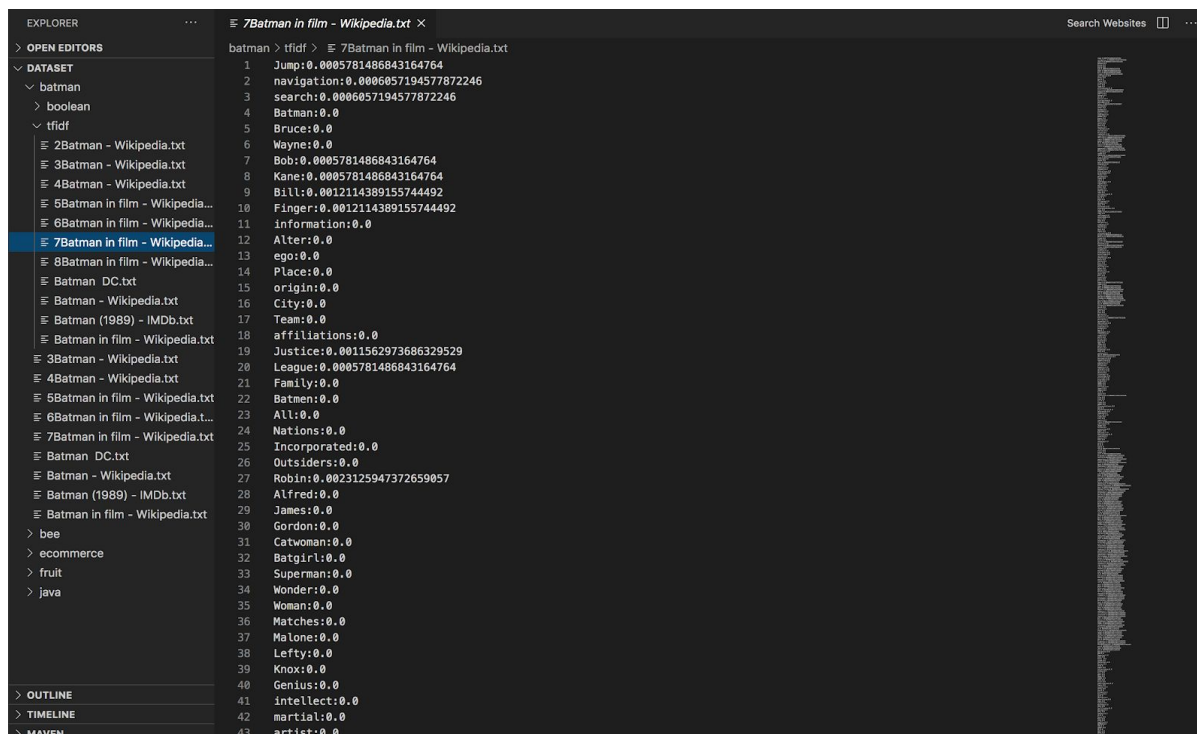 EXPLORER
...
> OPEN EDITORS
DATASET
batman
> boolean
tfidf
2Batman - Wikipedia.txt
3Batman - Wikipedia.txt
4Batman - Wikipedia.txt
5Batman in film - Wikipedia...
6Batman in film - Wikipedia...
7Batman in film - Wikipedia...
8Batman in film - Wikipedia...
Batman  DC.txt
Batman - Wikipedia.txt
Batman (1989) - IMDb.txt
Batman in film - Wikipedia.txt
3Batman - Wikipedia.txt
4Batman - Wikipedia.txt
5Batman in film - Wikipedia.txt
6Batman in film - Wikipedia.t...
7Batman in film - Wikipedia.txt
Batman  DC.txt
Batman - Wikipedia.txt
Batman (1989) - IMDb.txt
Batman in film - Wikipedia.txt
> bee
> ecommerce
> fruit
> java
> OUTLINE
> TIMELINE
> MAVEN
7Batman in film - Wikipedia.txt ×
Search Websites ...
batman > tfidf > 7Batman in film - Wikipedia.txt
1 Jump:0.0005781486843164764
2 navigation:0.0006057194577872246
3 search:0.0006057194577872246
4 Batman:0.0
5 Bruce:0.0
6 Wayne:0.0
7 Bob:0.0005781486843164764
8 Kane:0.0005781486843164764
9 Bill:0.0012114389155744492
10 Finger:0.0012114389155744492
11 information:0.0
12 Alter:0.0
13 ego:0.0
14 Place:0.0
15 origin:0.0
16 City:0.0
17 Team:0.0
18 affiliations:0.0
19 Justice:0.0011562973686329529
20 League:0.0005781486843164764
21 Family:0.0
22 Batmen:0.0
23 All:0.0
24 Nations:0.0
25 Incorporated:0.0
26 Outsiders:0.0
27 Robin:0.0023125947372659057
28 Alfred:0.0
29 James:0.0
30 Gordon:0.0
31 Catwoman:0.0
32 Batgirl:0.0
33 Superman:0.0
34 Wonder:0.0
35 Woman:0.0
36 Matches:0.0
37 Malone:0.0
38 Lefty:0.0
39 Knox:0.0
40 Genius:0.0
41 intellect:0.0
42 martial:0.0
43 artist:0.0